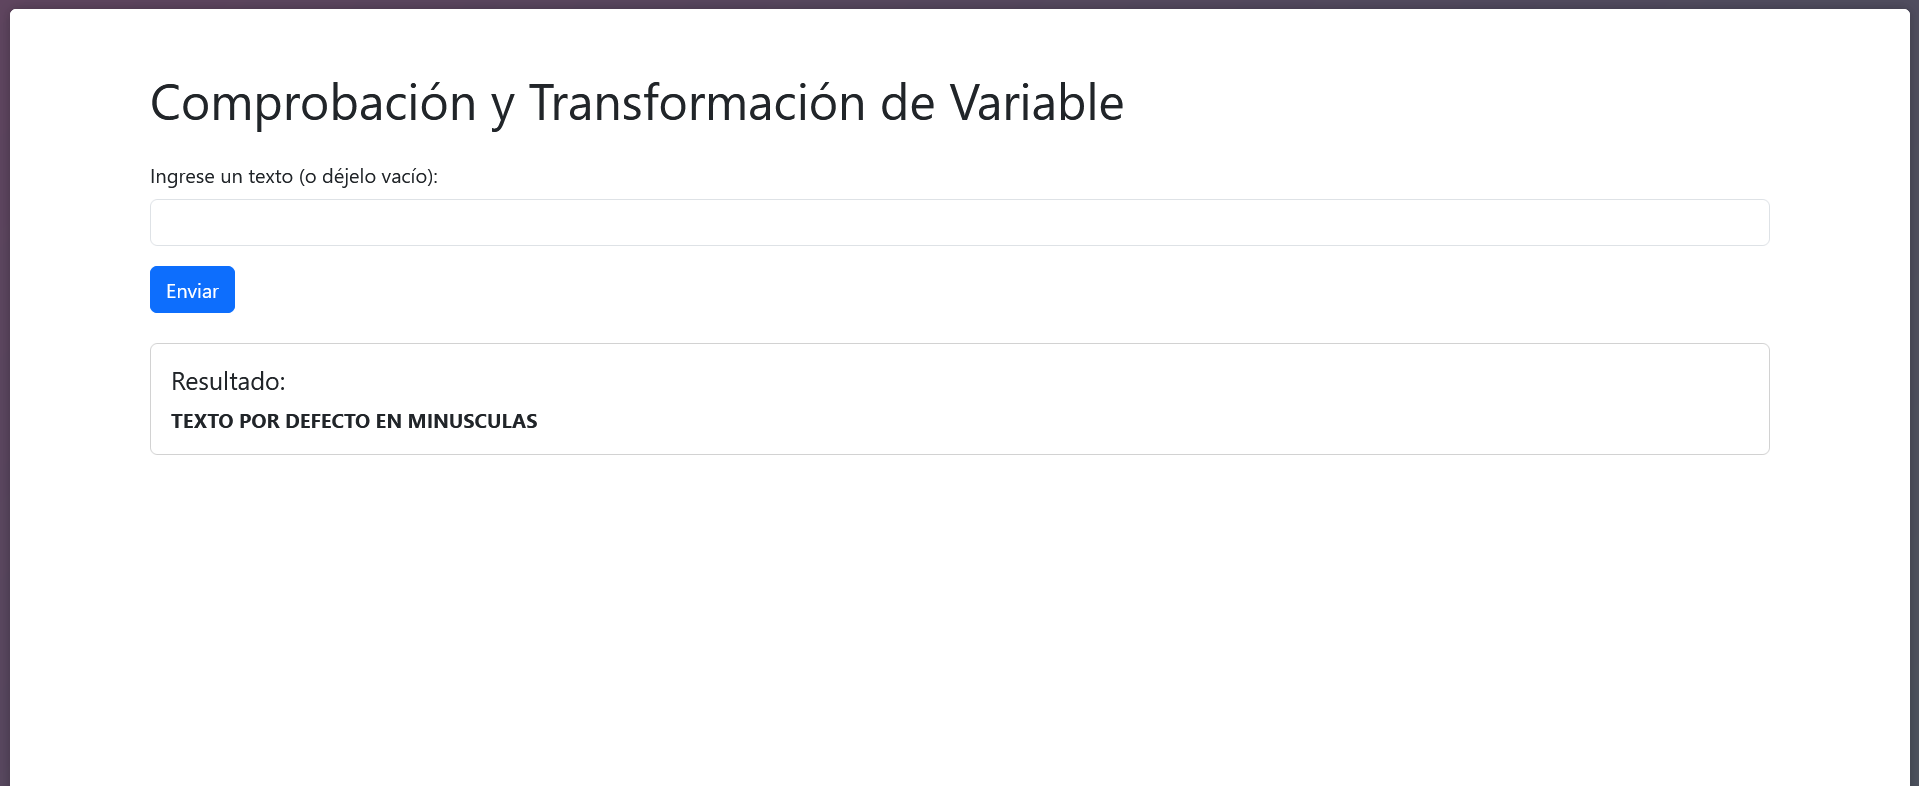 Comprobación y Transformación de Variable
Ingrese un texto (o déjelo vacío):
Enviar
Resultado:
TEXTO POR DEFECTO EN MINUSCULAS